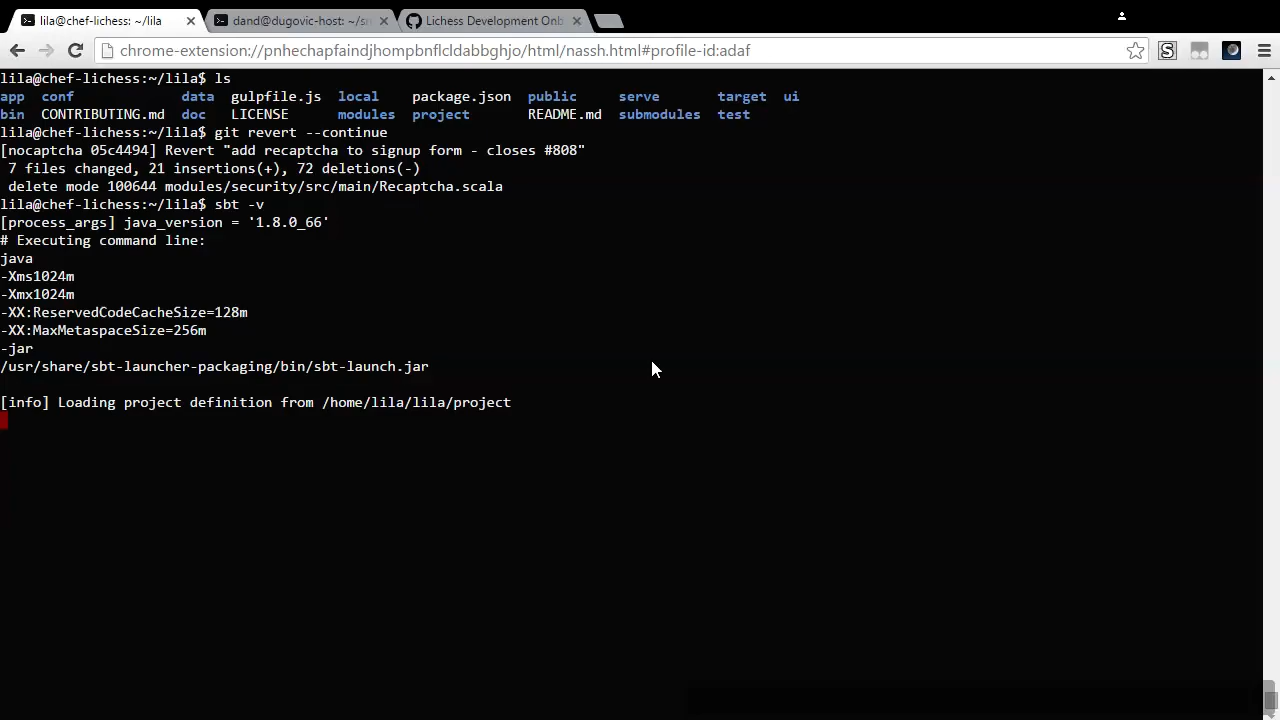 lila@chef-lichess: ~/lila
dand@dugovic-host: ~/s
Lichess Development Onb
chrome-extension://pnhechapfaindjhompbnflcldabbghjo/html/nassh.html#profile-id:adaf
lila@chef-lichess:~/lila$ ls
app conf data gulpfile.js local package.json public serve target ui
bin CONTRIBUTING.md doc LICENSE modules project README.md submodules test
lila@chef-lichess:~/lila$ git revert --continue
[nocaptcha 05c4494] Revert "add recaptcha to signup form - closes #808"
7 files changed, 21 insertions(+), 72 deletions(-)
delete mode 100644 modules/security/src/main/Recaptcha.scala
lila@chef-lichess:~/lila$ sbt -v
[process_args] java_version = '1.8.0_66'
# Executing command line:
java
-Xms1024m
-Xmx1024m
-XX:ReservedCodeCacheSize=128m
-XX:MaxMetaspaceSize=256m
-jar
/usr/share/sbt-launcher-packaging/bin/sbt-launch.jar
[info] Loading project definition from /home/lila/lila/project